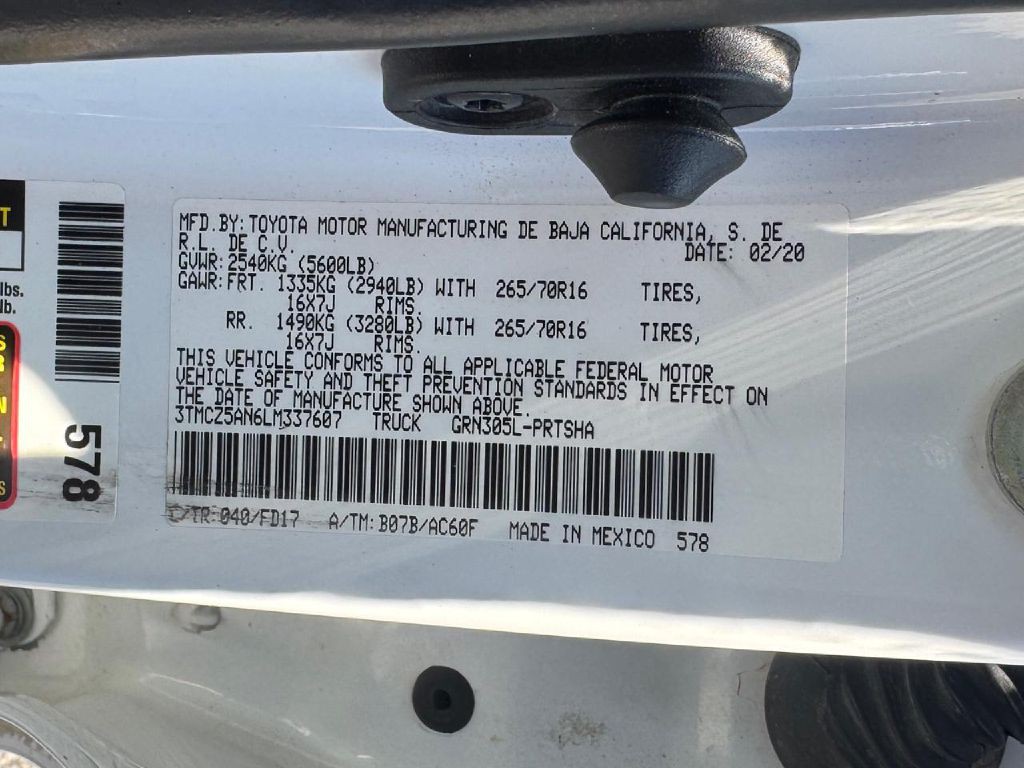 MFD.BY:TOYOTA MOTOR MANUFACTURING DE BAJA CALIFORNIA, S. DE
R.L. DE C.V. DATE: 02/20
GVWR:2540KG (5600LB)
GAWR:FRT. 1335KG (2940LB) WITH 265/70R16 TIRES,
16X7J RIMS.
RR. 1490KG (3280LB) WITH 265/70R16 TIRES,
16X7J RIMS.
THIS VEHICLE CONFORMS TO ALL APPLICABLE FEDERAL MOTOR
VEHICLE SAFETY AND THEFT PREVENTION STANDARDS IN EFFECT ON
THE DATE OF MANUFACTURE SHOWN ABOVE.
3TMCZ5AN6LM337607 TRUCK GRN305L-PRTSHA
C/TR:040/FD17 A/TM:B07B/AC60F MADE IN MEXICO 578
T
lbs.
lb.
578